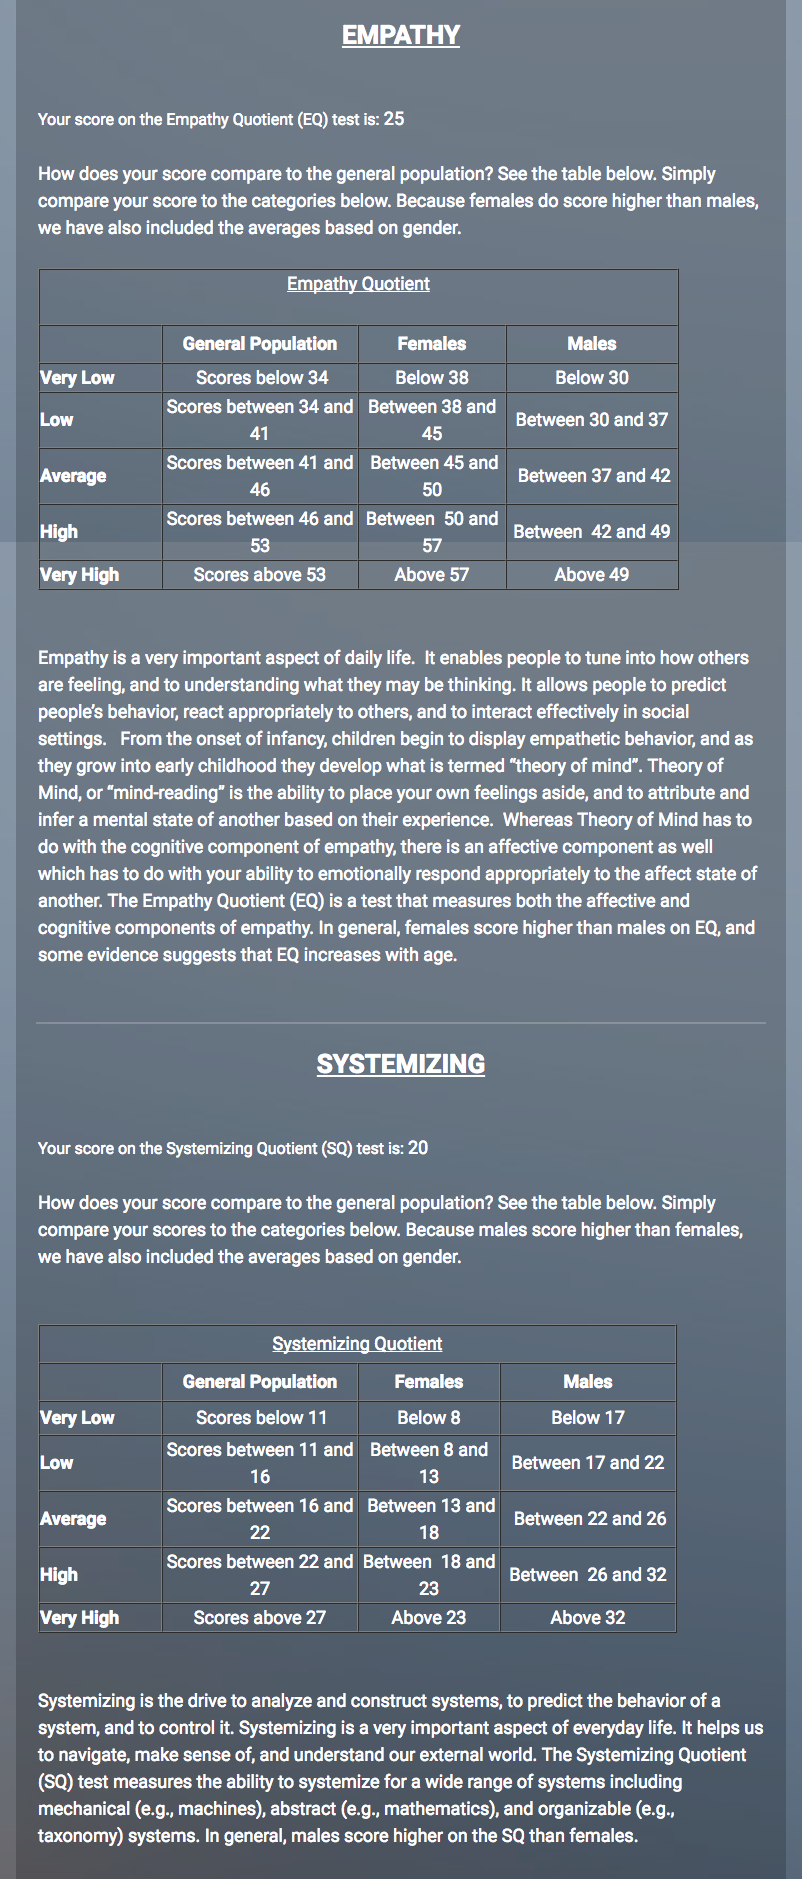 EMPATHY
Your score on the Empathy Quotient (EQ) test is: 25
How does your score compare to the general population? See the table below. Simply
compare your score to the categories below. Because females do score higher than males,
we have also included the averages based on gender.
Empathy Quotient
General Population Females Males
Very Low Scores below 34 Below 38 Below 30
Low Scores between 34 and 41 Between 38 and 45 Between 30 and 37
Average Scores between 41 and 46 Between 45 and 50 Between 37 and 42
High Scores between 46 and 53 Between 50 and 57 Between 42 and 49
Very High Scores above 53 Above 57 Above 49
Empathy is a very important aspect of daily life. It enables people to tune into how others
are feeling, and to understanding what they may be thinking. It allows people to predict
people’s behavior, react appropriately to others, and to interact effectively in social
settings. From the onset of infancy, children begin to display empathetic behavior, and as
they grow into early childhood they develop what is termed “theory of mind”. Theory of
Mind, or “mind-reading” is the ability to place your own feelings aside, and to attribute and
infer a mental state of another based on their experience. Whereas Theory of Mind has to
do with the cognitive component of empathy, there is an affective component as well
which has to do with your ability to emotionally respond appropriately to the affect state of
another. The Empathy Quotient (EQ) is a test that measures both the affective and
cognitive components of empathy. In general, females score higher than males on EQ, and
some evidence suggests that EQ increases with age.
SYSTEMIZING
Your score on the Systemizing Quotient (SQ) test is: 20
How does your score compare to the general population? See the table below. Simply
compare your scores to the categories below. Because males score higher than females,
we have also included the averages based on gender.
Systemizing Quotient
General Population Females Males
Very Low Scores below 11 Below 8 Below 17
Low Scores between 11 and 16 Between 8 and 13 Between 17 and 22
Average Scores between 16 and 22 Between 13 and 18 Between 22 and 26
High Scores between 22 and 27 Between 18 and 23 Between 26 and 32
Very High Scores above 27 Above 23 Above 32
Systemizing is the drive to analyze and construct systems, to predict the behavior of a
system, and to control it. Systemizing is a very important aspect of everyday life. It helps us
to navigate, make sense of, and understand our external world. The Systemizing Quotient
(SQ) test measures the ability to systemize for a wide range of systems including
mechanical (e.g., machines), abstract (e.g., mathematics), and organizable (e.g.,
taxonomy) systems. In general, males score higher on the SQ than females.